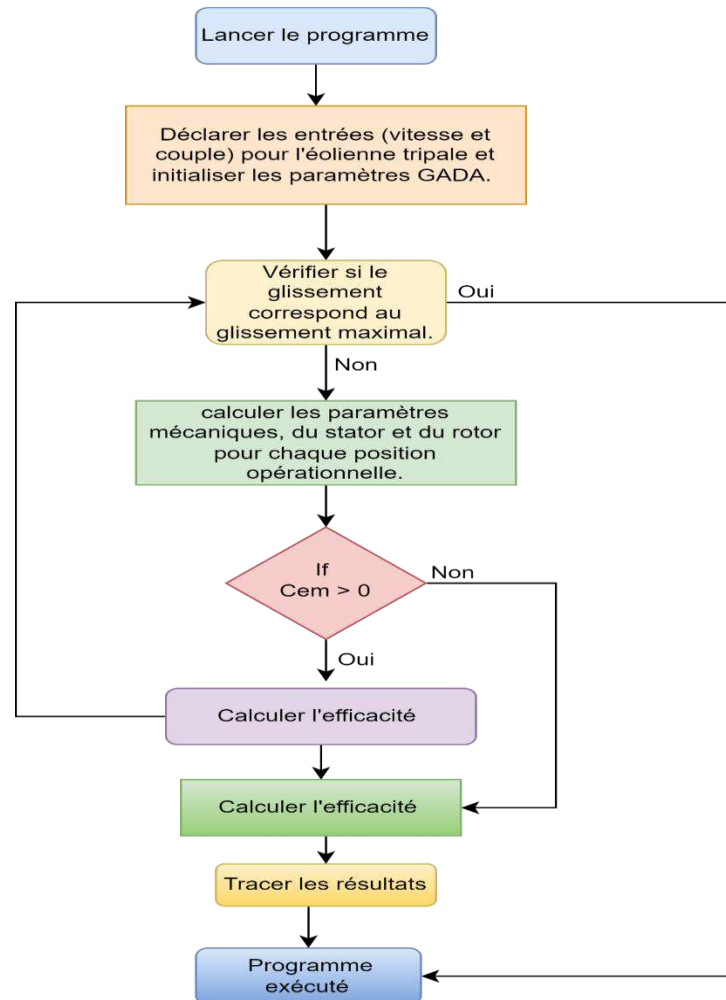 Lancer le programme
Déclarer les entrées (vitesse et
couple) pour l'éolienne tripale et
initialiser les paramètres GADA.
Vérifier si le
glissement
correspond au
glissement maximal.
Oui
Non
calculer les paramètres
mécaniques, du stator et du rotor
pour chaque position
opérationnelle.
If
Cem > 0
Non
Oui
Calculer l'efficacité
Calculer l'efficacité
Tracer les résultats
Programme
exécuté